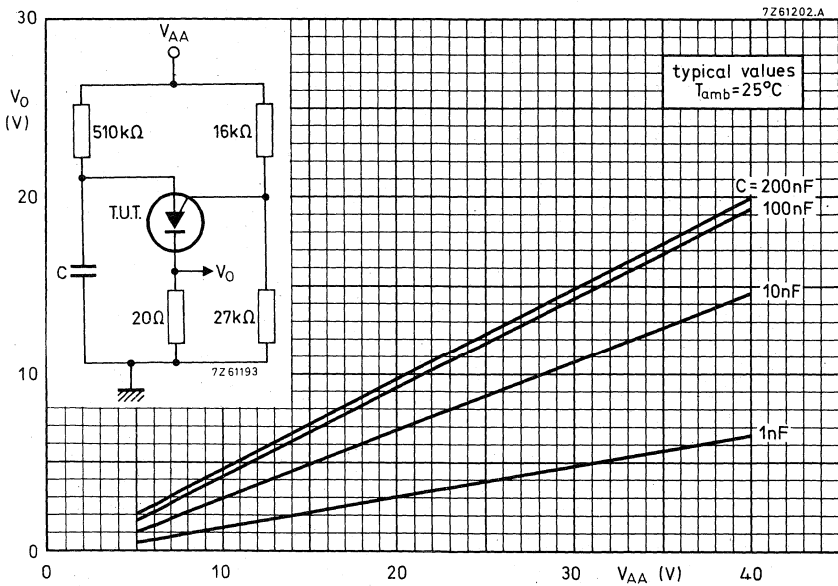 7Z61202.A
30
V_AA
V_O
(V)
typical values
T_amb=25°C
510kΩ
16kΩ
20
C=200nF
100nF
T.U.T.
C
V_O
10nF
20Ω
27kΩ
10
7Z61193
1nF
0
0
10
20
30
V_AA (V)
40